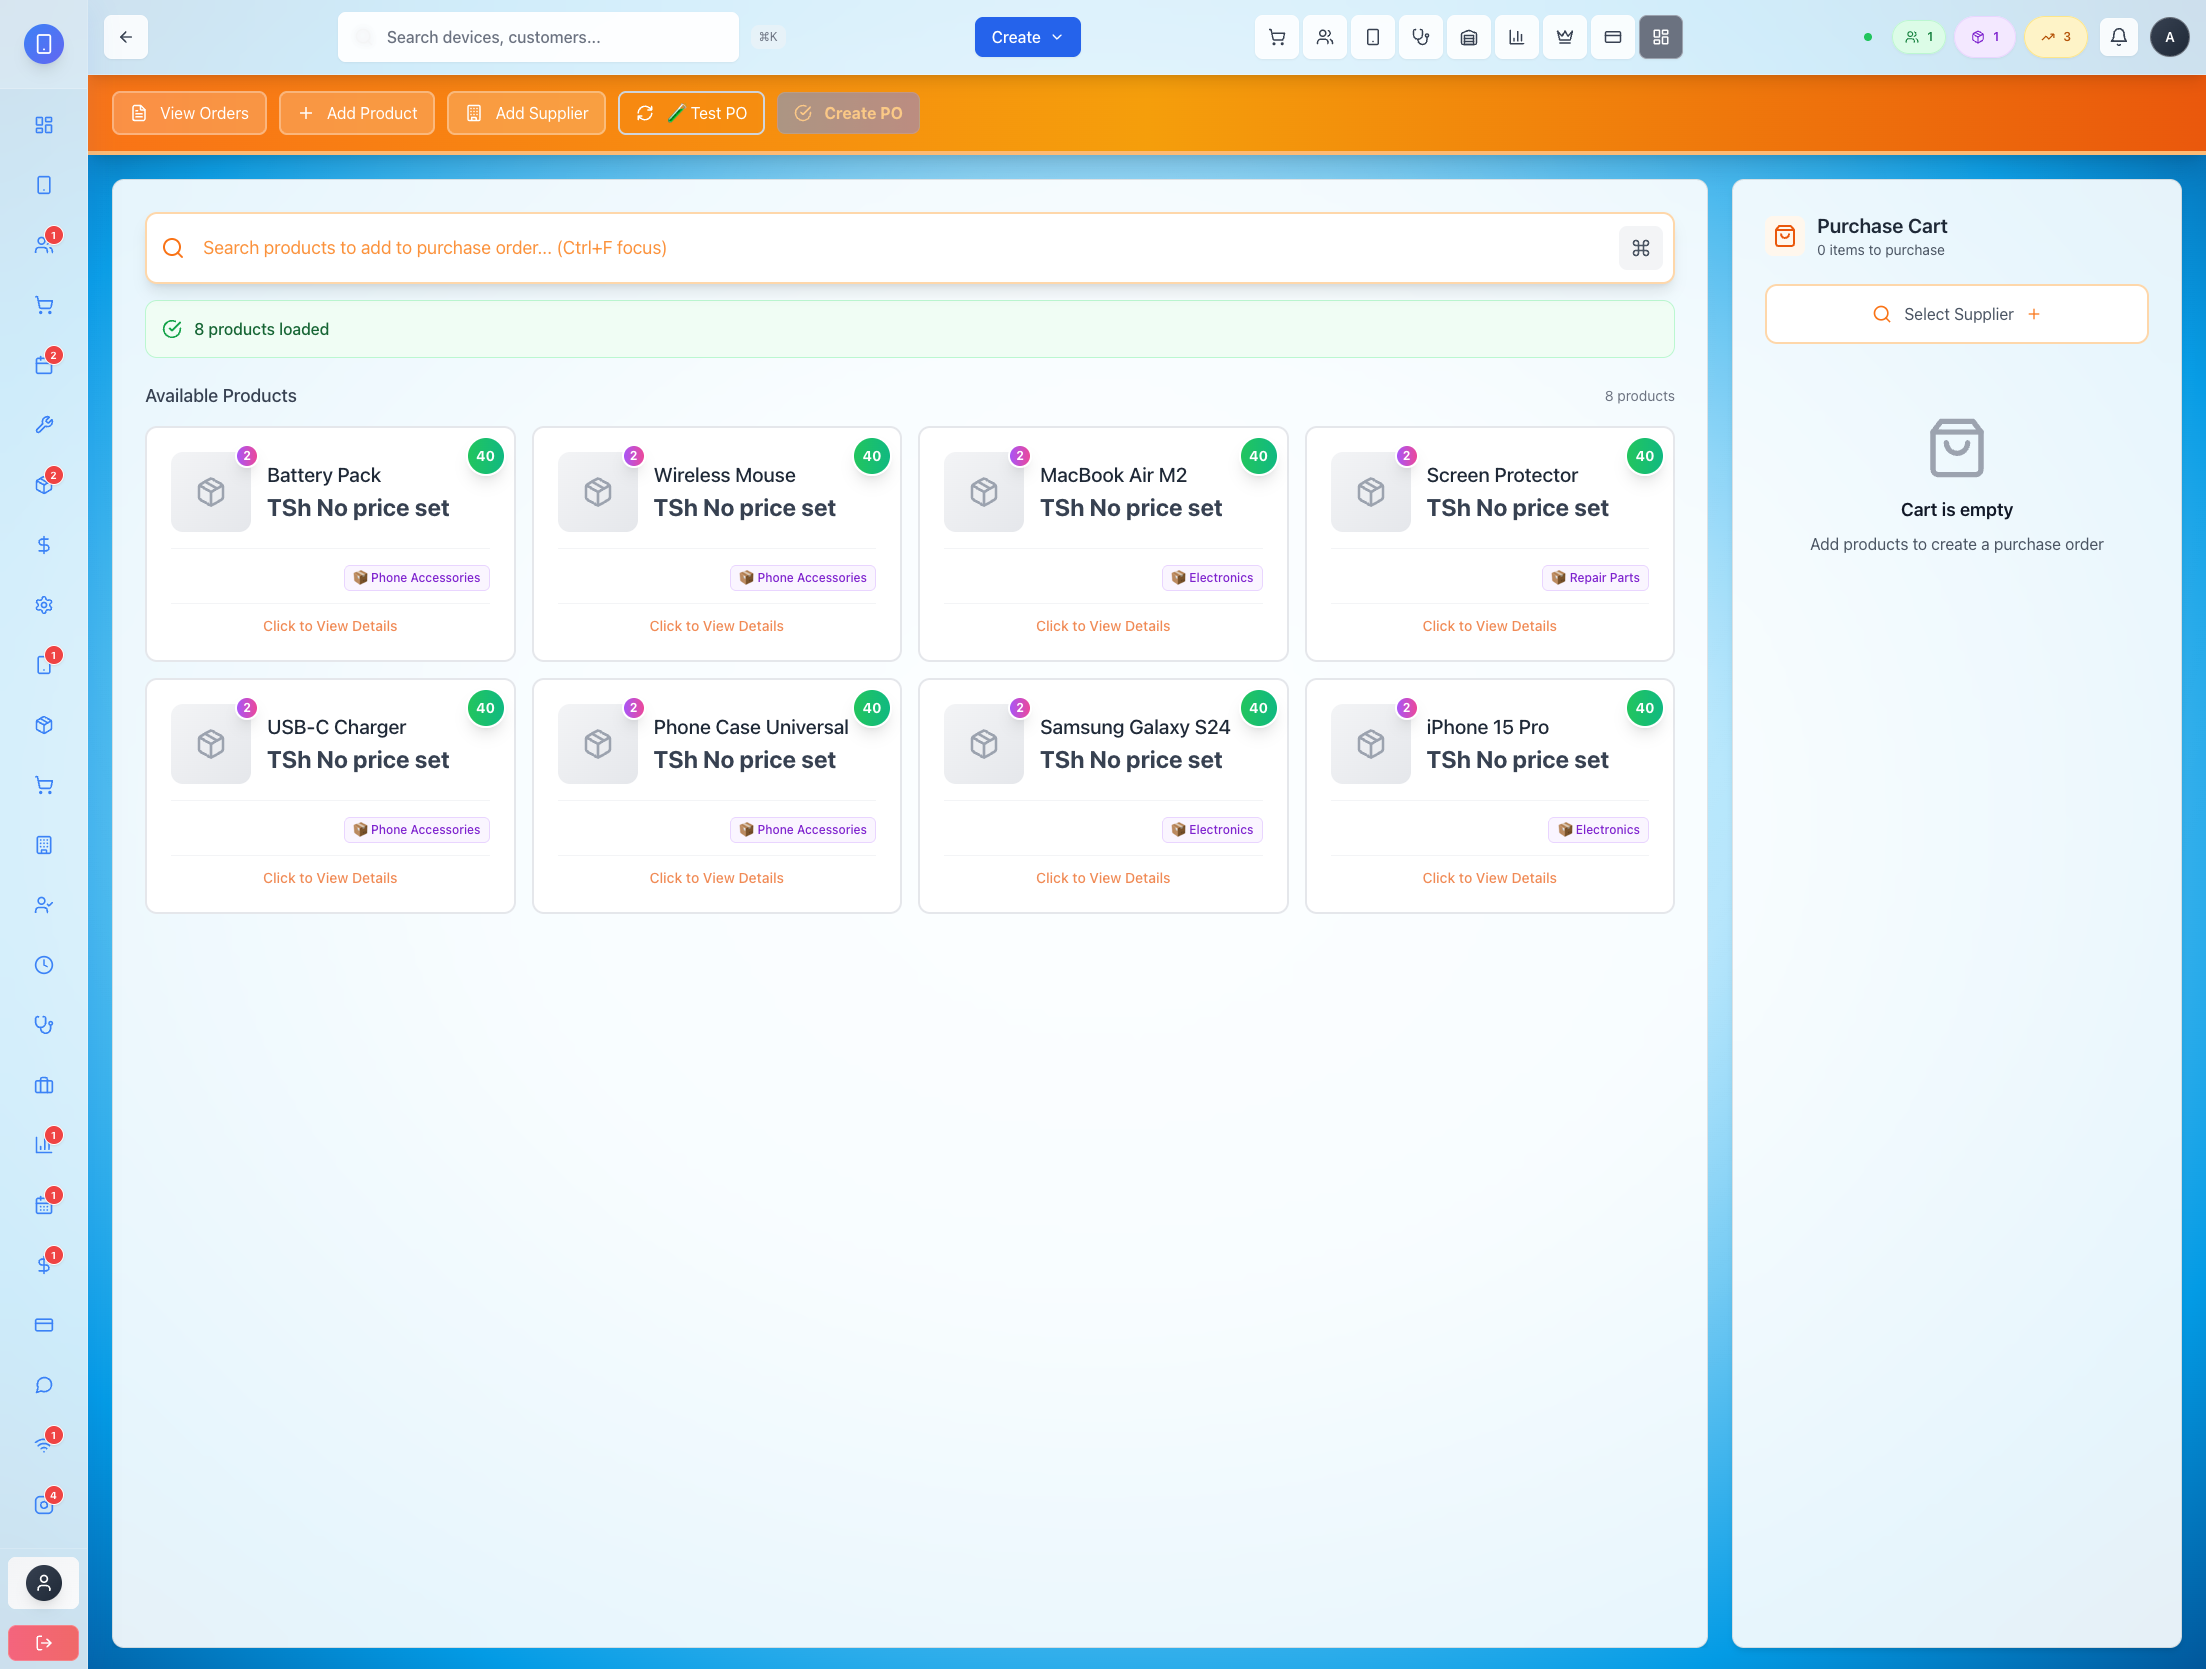 Search devices, customers...
⌘K
Create
1
1
3
A
View Orders
Add Product
Add Supplier
🧪 Test PO
Create PO
1
2
2
1
1
1
1
1
4
Search products to add to purchase order... (Ctrl+F focus)
⌘
8 products loaded
Available Products
8 products
2
40
Battery Pack
TSh No price set
📦 Phone Accessories
Click to View Details
2
40
Wireless Mouse
TSh No price set
📦 Phone Accessories
Click to View Details
2
40
MacBook Air M2
TSh No price set
📦 Electronics
Click to View Details
2
40
Screen Protector
TSh No price set
📦 Repair Parts
Click to View Details
2
40
USB-C Charger
TSh No price set
📦 Phone Accessories
Click to View Details
2
40
Phone Case Universal
TSh No price set
📦 Phone Accessories
Click to View Details
2
40
Samsung Galaxy S24
TSh No price set
📦 Electronics
Click to View Details
2
40
iPhone 15 Pro
TSh No price set
📦 Electronics
Click to View Details
Purchase Cart
0 items to purchase
Select Supplier
Cart is empty
Add products to create a purchase order